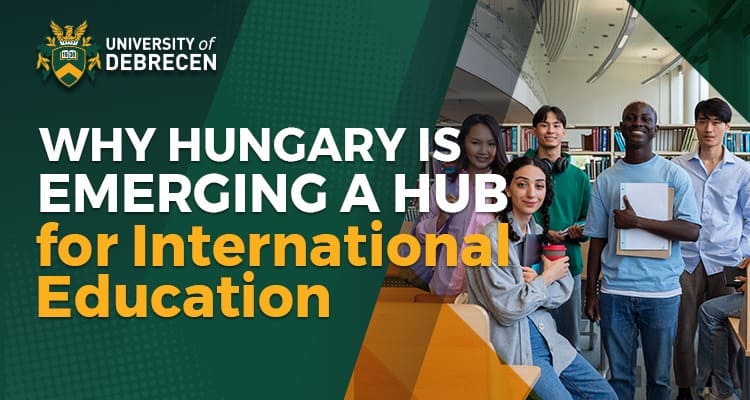 UNIVERSITY of
DEBRECEN
WHY HUNGARY IS
EMERGING A HUB
for International
Education